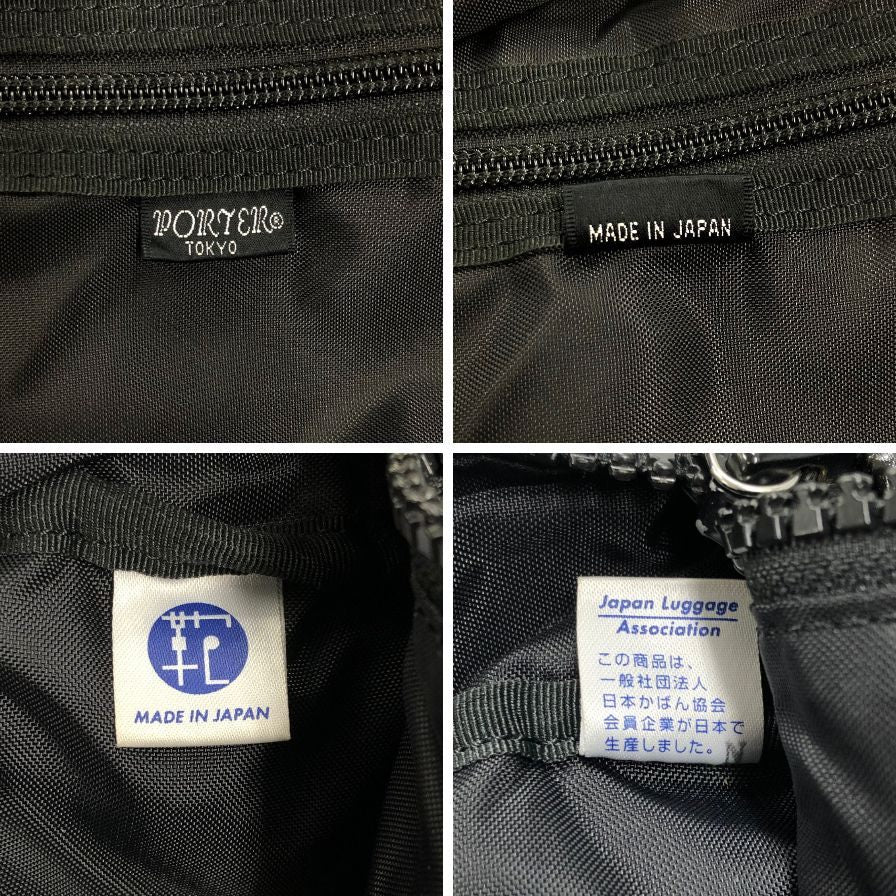 PORTER®
TOKYO
MADE IN JAPAN
鞄
MADE IN JAPAN
Japan Luggage
Association
この商品は、
一般社団法人
日本かばん協会
会員企業が日本で
生産しました。
N